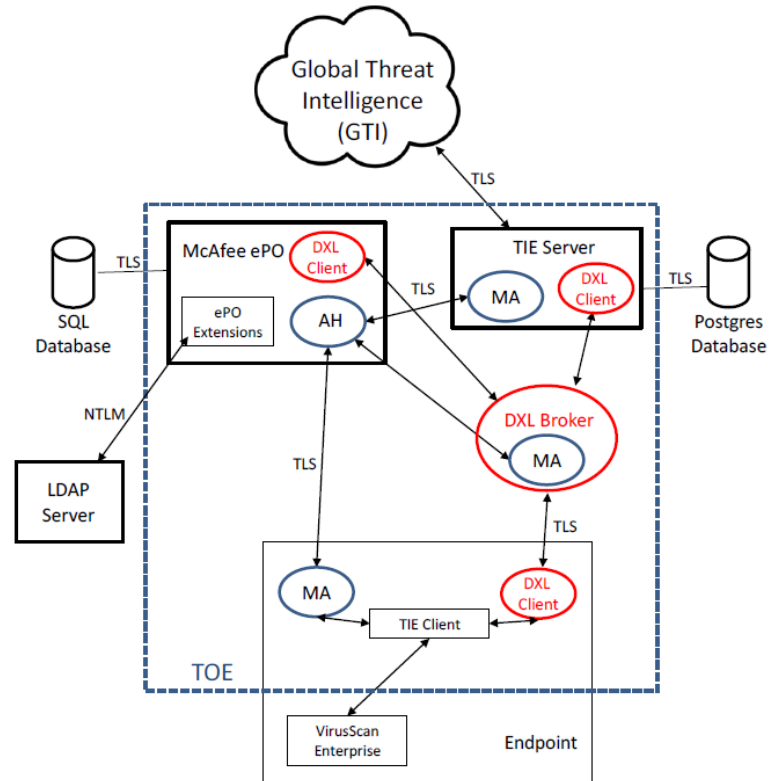 Global Threat
Intelligence
(GTI)
TLS
McAfee ePO
DXL
Client
TIE Server
TLS
TLS
SQL
Database
ePO
Extensions
AH
TLS
MA
DXL
Client
Postgres
Database
NTLM
DXL Broker
MA
LDAP
Server
TLS
TLS
MA
DXL
Client
TIE Client
TOE
VirusScan
Enterprise
Endpoint